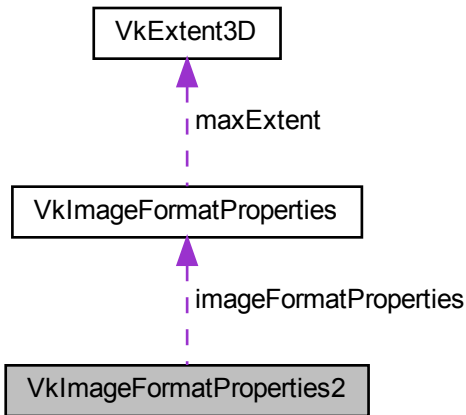 VkExtent3D
maxExtent
VkImageFormatProperties
imageFormatProperties
VkImageFormatProperties2